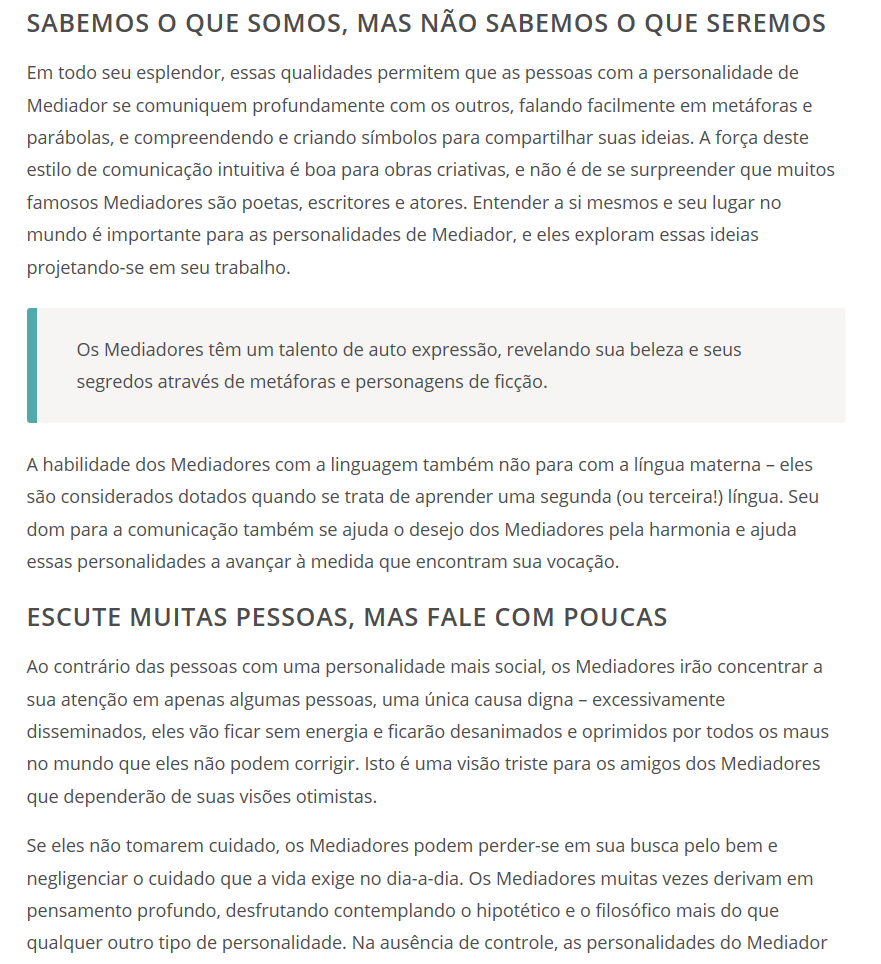 SABEMOS O QUE SOMOS, MAS NÃO SABEMOS O QUE SEREMOS
Em todo seu esplendor, essas qualidades permitem que as pessoas com a personalidade de
Mediador se comuniquem profundamente com os outros, falando facilmente em metáforas e
parábolas, e compreendendo e criando símbolos para compartilhar suas ideias. A força deste
estilo de comunicação intuitiva é boa para obras criativas, e não é de se surpreender que muitos
famosos Mediadores são poetas, escritores e atores. Entender a si mesmos e seu lugar no
mundo é importante para as personalidades de Mediador, e eles exploram essas ideias
projetando-se em seu trabalho.
Os Mediadores têm um talento de auto expressão, revelando sua beleza e seus
segredos através de metáforas e personagens de ficção.
A habilidade dos Mediadores com a linguagem também não para com a língua materna – eles
são considerados dotados quando se trata de aprender uma segunda (ou terceira!) língua. Seu
dom para a comunicação também se ajuda o desejo dos Mediadores pela harmonia e ajuda
essas personalidades a avançar à medida que encontram sua vocação.
ESCUTE MUITAS PESSOAS, MAS FALE COM POUCAS
Ao contrário das pessoas com uma personalidade mais social, os Mediadores irão concentrar a
sua atenção em apenas algumas pessoas, uma única causa digna – excessivamente
disseminados, eles vão ficar sem energia e ficarão desanimados e oprimidos por todos os maus
no mundo que eles não podem corrigir. Isto é uma visão triste para os amigos dos Mediadores
que dependerão de suas visões otimistas.
Se eles não tomarem cuidado, os Mediadores podem perder-se em sua busca pelo bem e
negligenciar o cuidado que a vida exige no dia-a-dia. Os Mediadores muitas vezes derivam em
pensamento profundo, desfrutando contemplando o hipotético e o filosófico mais do que
qualquer outro tipo de personalidade. Na ausência de controle, as personalidades do Mediador